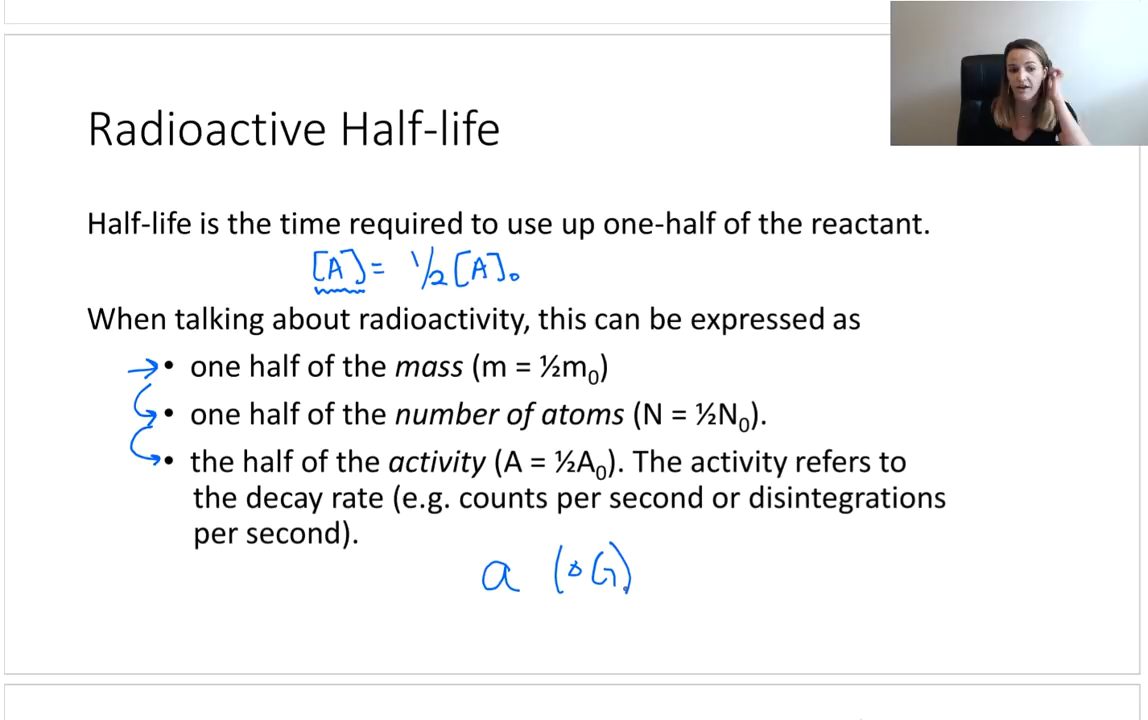 Radioactive Half-life
Half-life is the time required to use up one-half of the reactant.
[A] = 1/2 [A]₀
When talking about radioactivity, this can be expressed as
• one half of the mass (m = ½m₀)
• one half of the number of atoms (N = ½N₀).
• the half of the activity (A = ½A₀). The activity refers to
the decay rate (e.g. counts per second or disintegrations
per second).
a (ΔG)